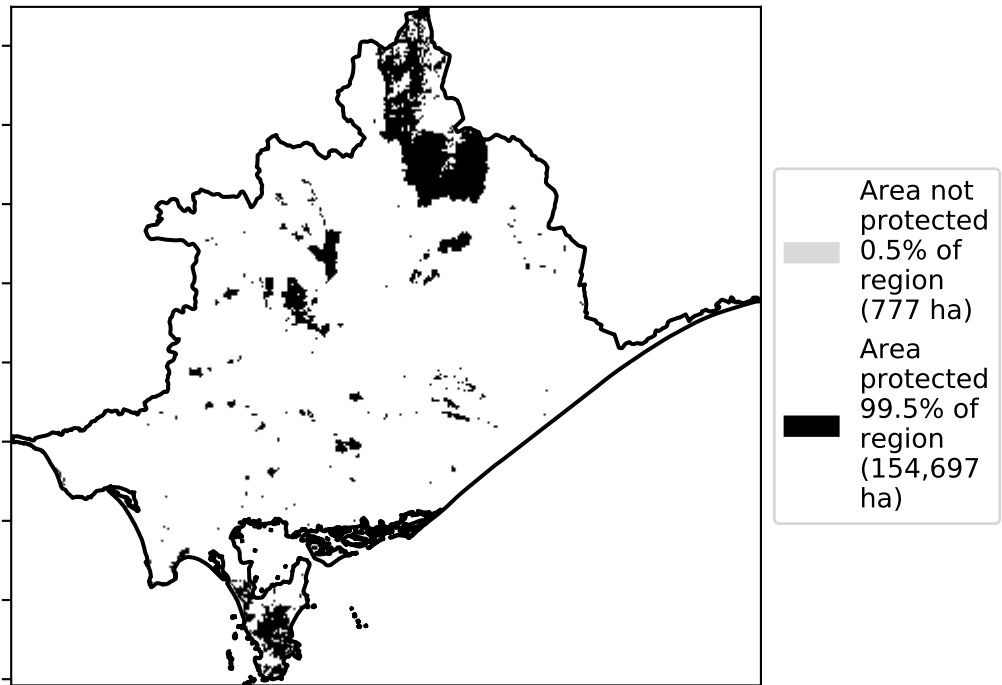 Area not
protected
0.5% of
region
(777 ha)
Area
protected
99.5% of
region
(154,697
ha)